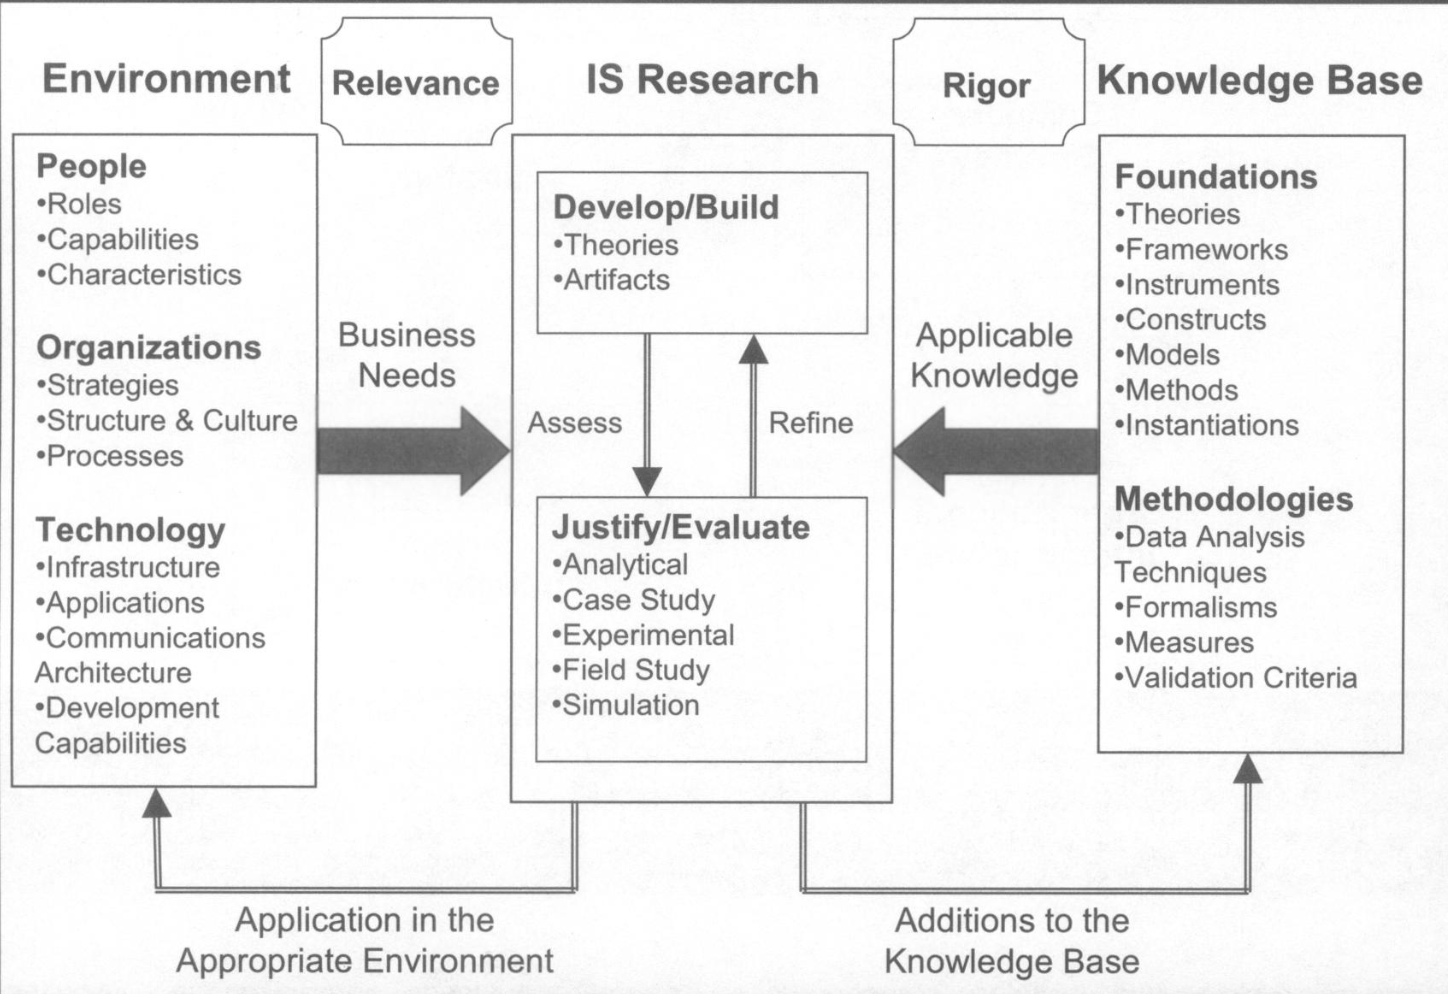 Environment
Relevance
IS Research
Rigor
Knowledge Base
People
•Roles
•Capabilities
•Characteristics
Organizations
•Strategies
•Structure & Culture
•Processes
Technology
•Infrastructure
•Applications
•Communications
Architecture
•Development
Capabilities
Business
Needs
Develop/Build
•Theories
•Artifacts
Assess
Refine
Justify/Evaluate
•Analytical
•Case Study
•Experimental
•Field Study
•Simulation
Applicable
Knowledge
Foundations
•Theories
•Frameworks
•Instruments
•Constructs
•Models
•Methods
•Instantiations
Methodologies
•Data Analysis
Techniques
•Formalisms
•Measures
•Validation Criteria
Application in the
Appropriate Environment
Additions to the
Knowledge Base